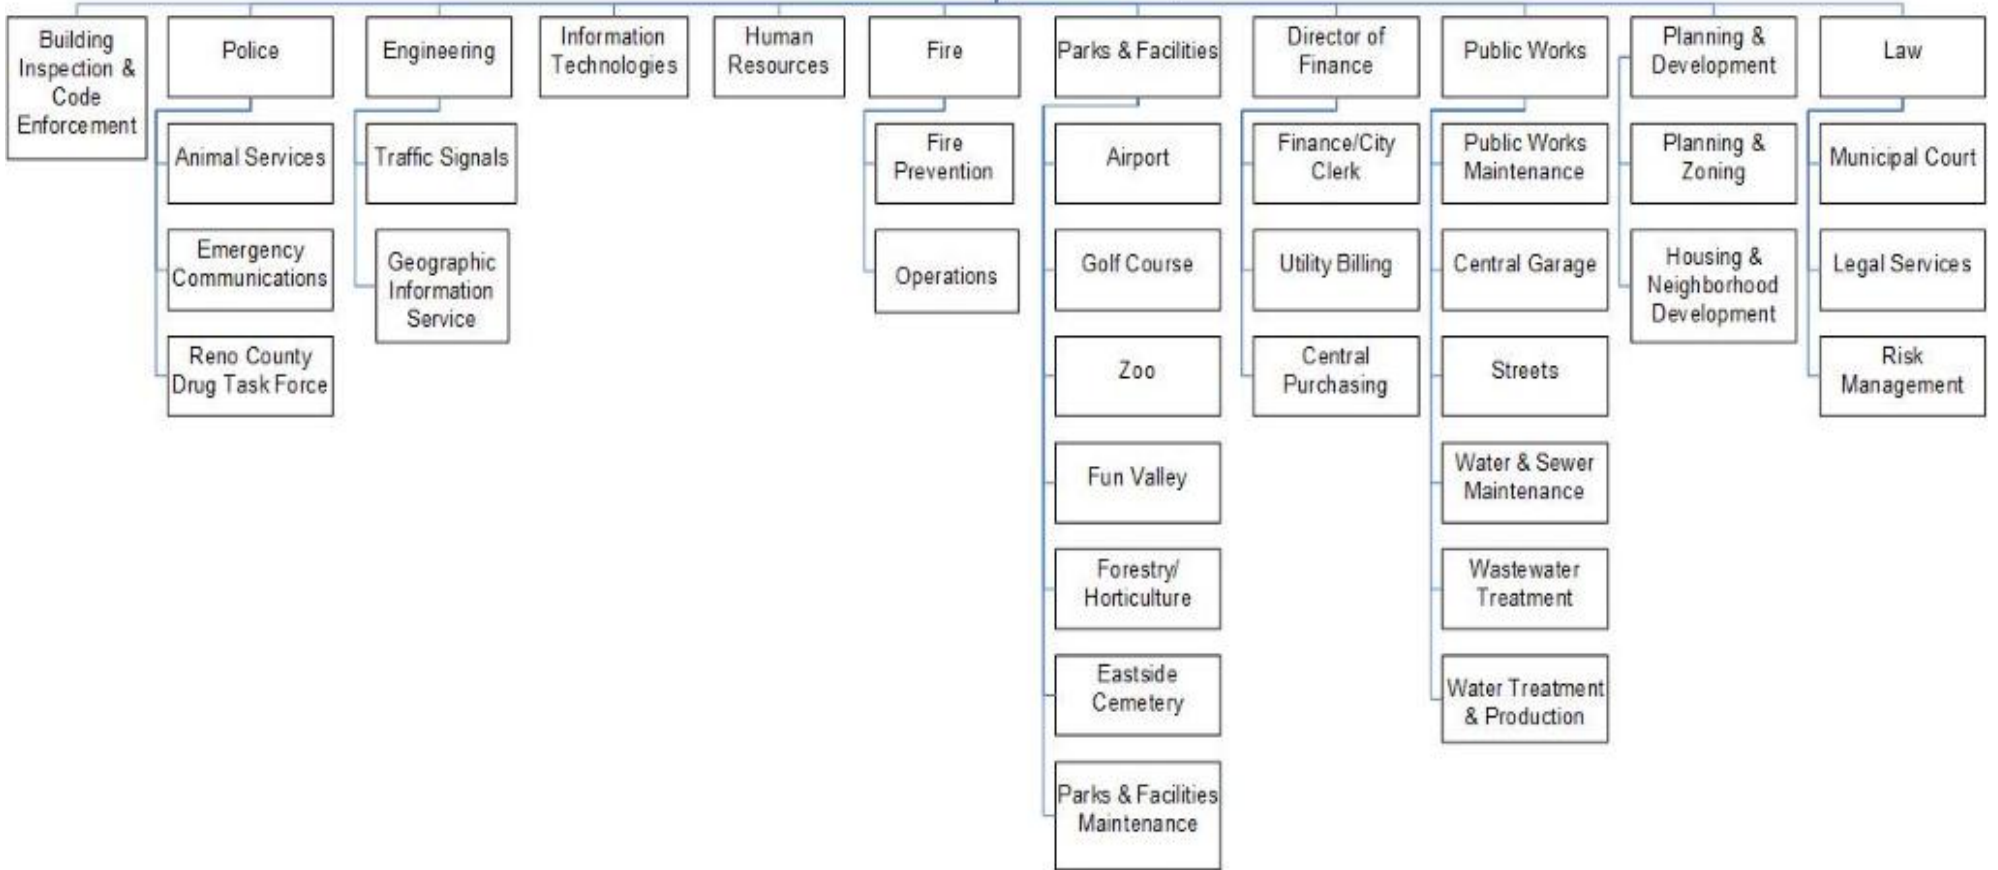 Building
Inspection &
Code
Enforcement
Police
Animal Services
Emergency
Communications
Reno County
Drug Task Force
Engineering
Traffic Signals
Geographic
Information
Service
Information
Technologies
Human
Resources
Fire
Fire
Prevention
Operations
Parks & Facilities
Airport
Golf Course
Zoo
Fun Valley
Forestry/
Horticulture
Eastside
Cemetery
Parks & Facilities
Maintenance
Director of
Finance
Finance/City
Clerk
Utility Billing
Central
Purchasing
Public Works
Public Works
Maintenance
Central Garage
Streets
Water & Sewer
Maintenance
Wastewater
Treatment
Water Treatment
& Production
Planning &
Development
Planning &
Zoning
Housing &
Neighborhood
Development
Law
Municipal Court
Legal Services
Risk
Management